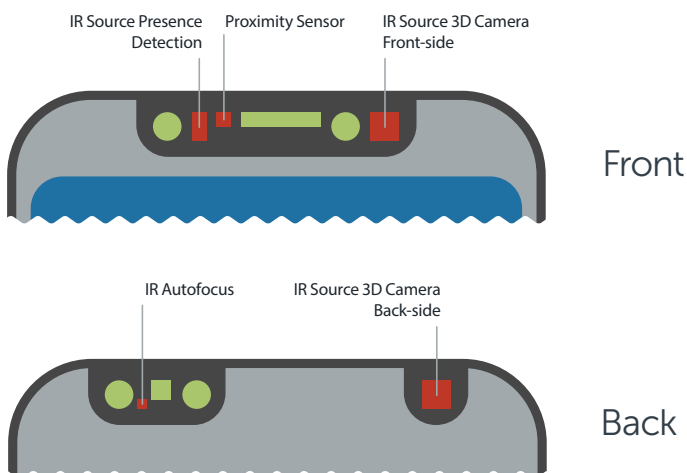 IR Source Presence
Detection
Proximity Sensor
IR Source 3D Camera
Front-side
Front
IR Autofocus
IR Source 3D Camera
Back-side
Back